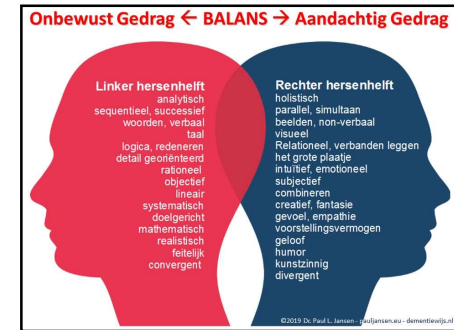 Onbewust Gedrag ← BALANS → Aandachtig Gedrag
Linker hersenhelft
analytisch
sequentieel, successief
woorden, verbaal
taal
logica, redeneren
detail georiënteerd
rationeel
objectief
lineair
systematisch
doelgericht
mathematisch
realistisch
feitelijk
convergent
Rechter hersenhelft
holistisch
parallel, simultaan
beelden, non-verbaal
visueel
Relationeel, verbanden leggen
het grote plaatje
intuïtief, emotioneel
subjectief
combineren
creatief, fantasie
gevoel, empathie
voorstellingsvermogen
geloof
humor
kunstzinnig
divergent
©2019 Dr. Paul L. Jansen - pauljansen.eu - dementiewijs.nl